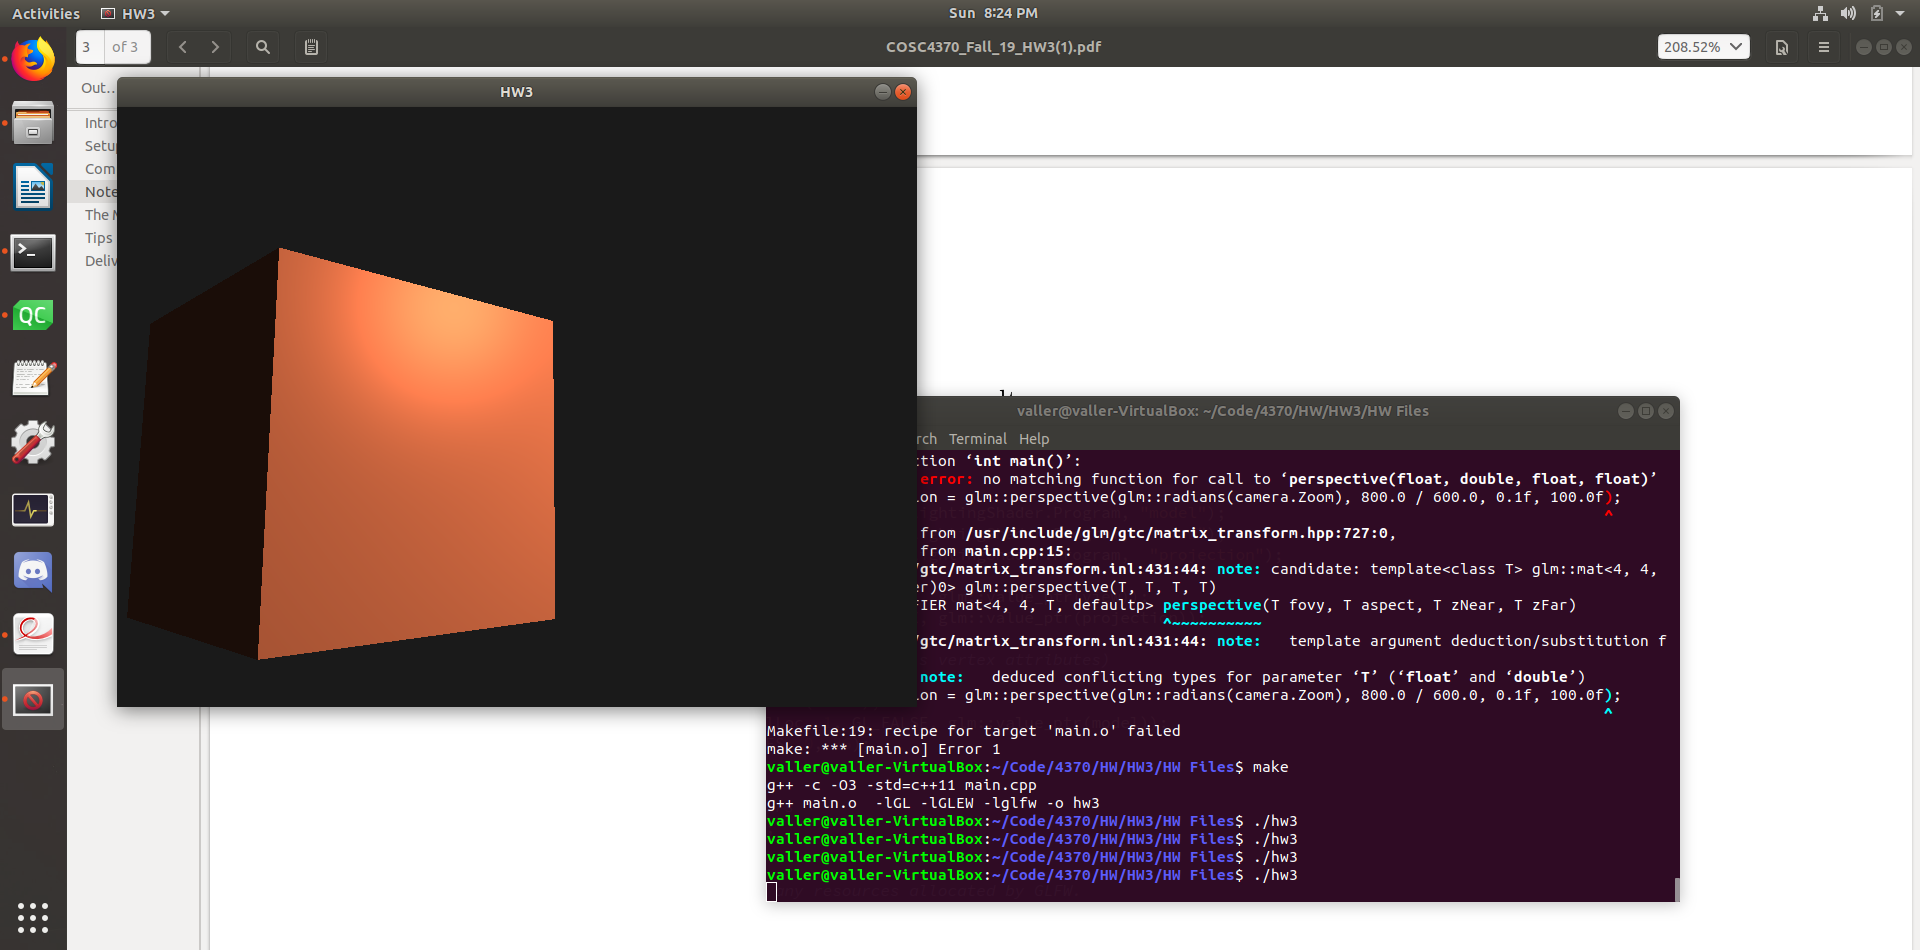 Activities
HW3
Sun 8:24 PM
3 of 3
COSC4370_Fall_19_HW3(1).pdf
208.52%
Out...
Intro
Setu
Com
Note
The M
Tips
Deliv
HW3
QC
valler@valler-VirtualBox: ~/Code/4370/HW/HW3/HW Files
rch Terminal Help
ction ‘int main()’:
error: no matching function for call to ‘perspective(float, double, float, float)’
ion = glm::perspective(glm::radians(camera.Zoom), 800.0 / 600.0, 0.1f, 100.0f);
^
from /usr/include/glm/gtc/matrix_transform.hpp:727:0,
from main.cpp:15:
/gtc/matrix_transform.inl:431:44: note: candidate: template<class T> glm::mat<4, 4,
er)0> glm::perspective(T, T, T, T)
FIER mat<4, 4, T, defaultp> perspective(T fovy, T aspect, T zNear, T zFar)
^~~~~~~~~~~
/gtc/matrix_transform.inl:431:44: note:   template argument deduction/substitution f
note:   deduced conflicting types for parameter ‘T’ (‘float’ and ‘double’)
ion = glm::perspective(glm::radians(camera.Zoom), 800.0 / 600.0, 0.1f, 100.0f);
^
Makefile:19: recipe for target 'main.o' failed
make: *** [main.o] Error 1
valler@valler-VirtualBox:~/Code/4370/HW/HW3/HW Files$ make
g++ -c -O3 -std=c++11 main.cpp
g++ main.o  -lGL -lGLEW -lglfw -o hw3
valler@valler-VirtualBox:~/Code/4370/HW/HW3/HW Files$ ./hw3
valler@valler-VirtualBox:~/Code/4370/HW/HW3/HW Files$ ./hw3
valler@valler-VirtualBox:~/Code/4370/HW/HW3/HW Files$ ./hw3
valler@valler-VirtualBox:~/Code/4370/HW/HW3/HW Files$ ./hw3